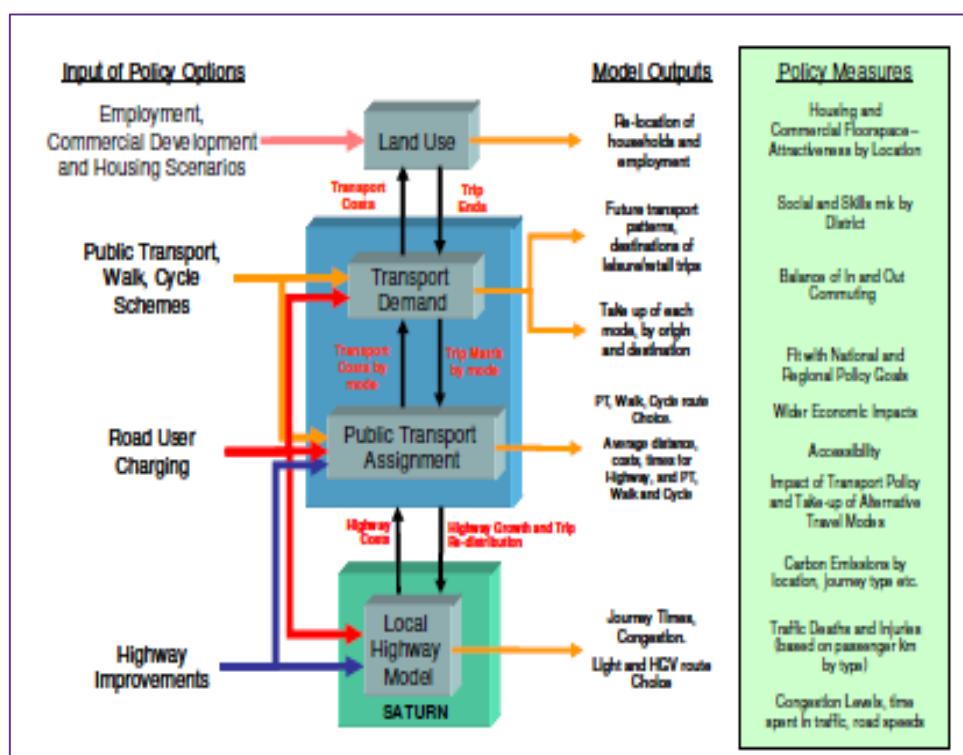 Input of Policy Options
Employment,
Commercial Development
and Housing Scenarios
Public Transport,
Walk, Cycle
Schemes
Road User
Charging
Highway
Improvements
Land Use
Transport
Costs
Trip
Ends
Transport
Demand
Transport
Costs by
mode
Trip Matrix
by mode
Public Transport
Assignment
Highway
Costs
Highway Growth and Trip
Re-distribution
Local
Highway
Model
SATURN
Model Outputs
Re-location of
households and
employment
Future transport
patterns,
destinations of
leisure/retail trips
Take up of each
mode, by origin
and destination
PT, Walk, Cycle route
Choice.
Average distance,
costs, times for
Highway, and PT,
Walk and Cycle
Journey Times,
Congestion.
Light and HGV route
Choice
Policy Measures
Housing and
Commercial Floorspace –
Attractiveness by Location
Social and Skills mix by
District
Balance of In and Out
Commuting
Fit with National and
Regional Policy Goals
Wider Economic Impacts
Accessibility
Impact of Transport Policy
and Take-up of Alternative
Travel Modes
Carbon Emissions by
location, journey type etc.
Traffic Deaths and Injuries
(based on passenger Km
by type)
Congestion Levels, time
spent in traffic, road speeds